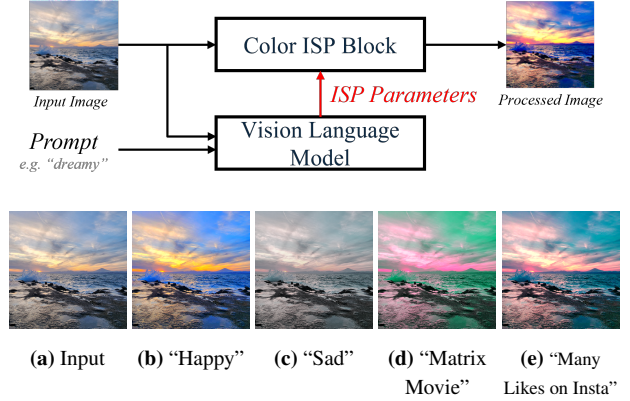 Color ISP Block
Input Image
ISP Parameters
Processed Image
Prompt
e.g. “dreamy”
Vision Language
Model
(a) Input
(b) “Happy”
(c) “Sad”
(d) “Matrix
Movie”
(e) “Many
Likes on Insta”